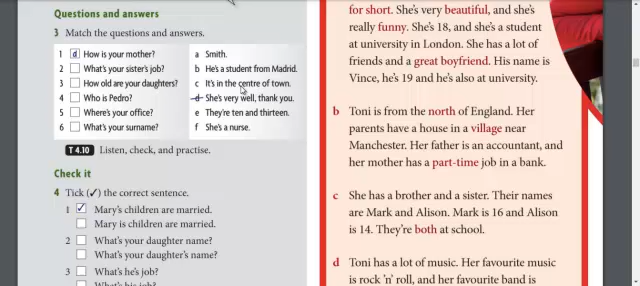 Questions and answers
3 Match the questions and answers.
1 d How is your mother?
2 What's your sister's job?
3 How old are your daughters?
4 Who is Pedro?
5 Where's your office?
6 What's your surname?
a Smith.
b He's a student from Madrid.
c It's in the centre of town.
d She's very well, thank you.
e They're ten and thirteen.
f She's a nurse.
T 4.10 Listen, check, and practise.
Check it
4 Tick (✓) the correct sentence.
1 ✓ Mary's children are married.
Mary is children are married.
2 What's your daughter name?
What's your daughter's name?
3 What's he's job?
What's his job?
for short. She's very beautiful, and she's
really funny. She's 18, and she's a student
at university in London. She has a lot of
friends and a great boyfriend. His name is
Vince, he's 19 and he's also at university.
b Toni is from the north of England. Her
parents have a house in a village near
Manchester. Her father is an accountant, and
her mother has a part-time job in a bank.
c She has a brother and a sister. Their names
are Mark and Alison. Mark is 16 and Alison
is 14. They're both at school.
d Toni has a lot of music. Her favourite music
is rock 'n' roll, and her favourite band is